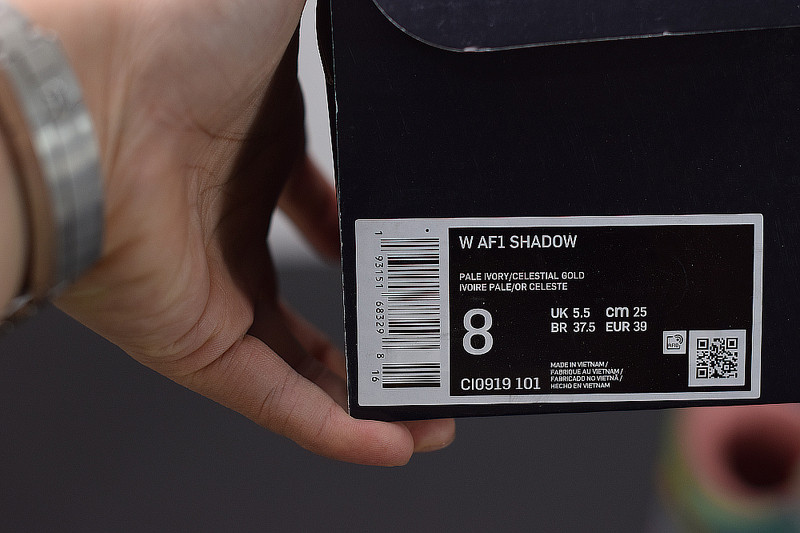 W AF1 SHADOW
PALE IVORY/CELESTIAL GOLD
IVOIRE PALE/OR CELESTE
8
UK 5.5 cm 25
BR 37.5 EUR 39
MADE IN VIETNAM /
FABRIQUE AU VIETNAM /
FABRICADO NO VIETNÃ /
HECHO EN VIETNAM
CI0919 101
1 93151 68329 8 16